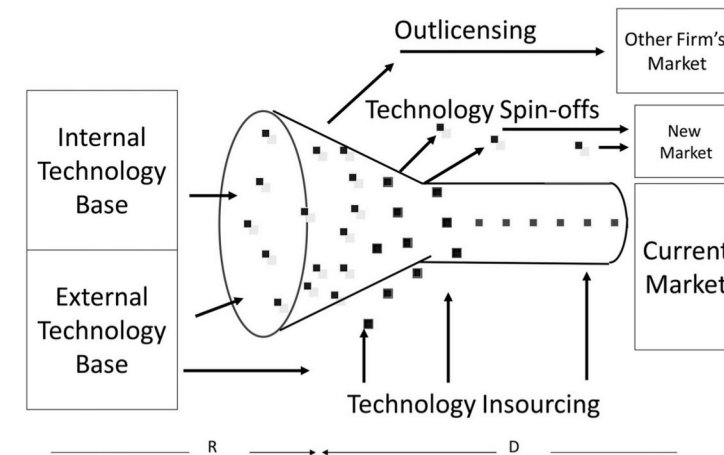 Outlicensing
Other Firm's
Market
Technology Spin-offs
New
Market
Internal
Technology
Base
Current
Market
External
Technology
Base
Technology Insourcing
R
D